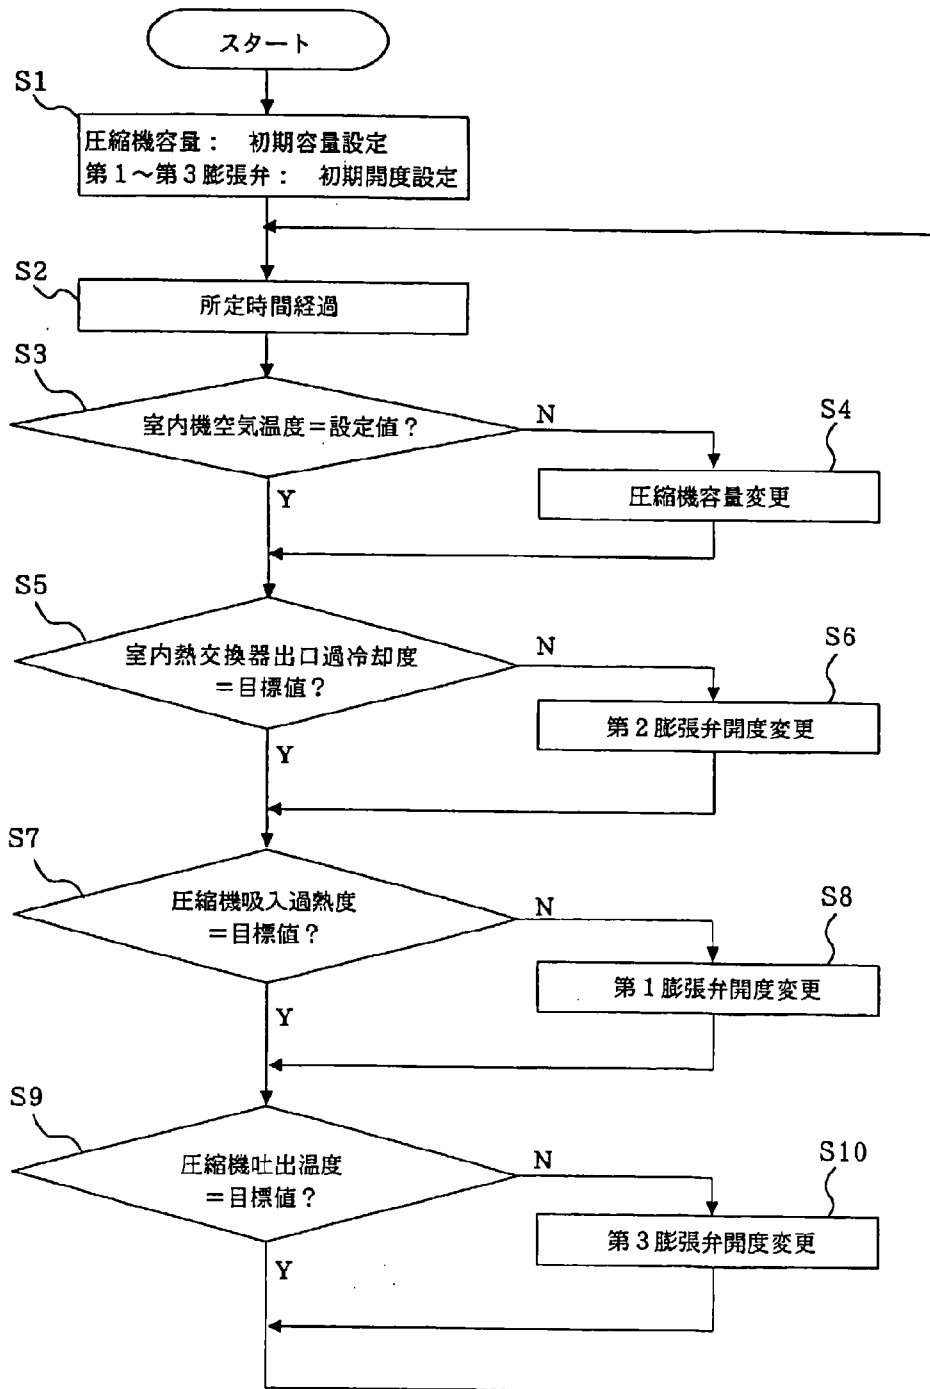 スタート
S1
圧縮機容量： 初期容量設定
第1～第3膨張弁： 初期開度設定
S2
所定時間経過
S3
室内機空気温度＝設定値？
N
Y
S4
圧縮機容量変更
S5
室内熱交換器出口過冷却度
＝目標値？
N
Y
S6
第2膨張弁開度変更
S7
圧縮機吸入過熱度
＝目標値？
N
Y
S8
第1膨張弁開度変更
S9
圧縮機吐出温度
＝目標値？
N
Y
S10
第3膨張弁開度変更